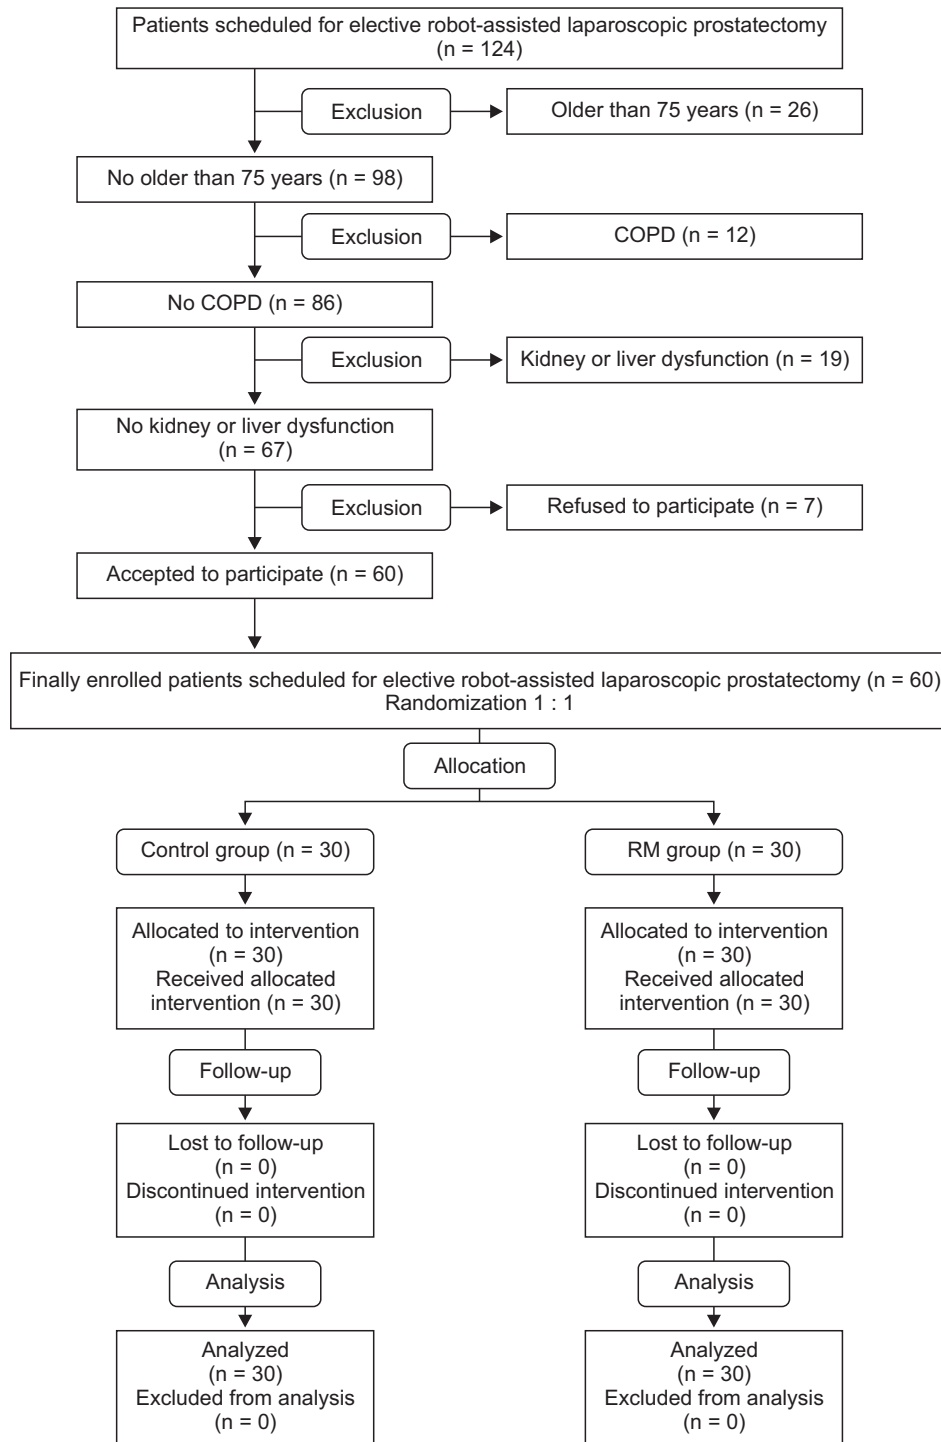 Patients scheduled for elective robot-assisted laparoscopic prostatectomy
(n = 124)
Exclusion
Older than 75 years (n = 26)
No older than 75 years (n = 98)
Exclusion
COPD (n = 12)
No COPD (n = 86)
Exclusion
Kidney or liver dysfunction (n = 19)
No kidney or liver dysfunction
(n = 67)
Exclusion
Refused to participate (n = 7)
Accepted to participate (n = 60)
Finally enrolled patients scheduled for elective robot-assisted laparoscopic prostatectomy (n = 60)
Randomization 1 : 1
Allocation
Control group (n = 30)
Allocated to intervention
(n = 30)
Received allocated
intervention (n = 30)
Follow-up
Lost to follow-up
(n = 0)
Discontinued intervention
(n = 0)
Analysis
Analyzed
(n = 30)
Excluded from analysis
(n = 0)
RM group (n = 30)
Allocated to intervention
(n = 30)
Received allocated
intervention (n = 30)
Follow-up
Lost to follow-up
(n = 0)
Discontinued intervention
(n = 0)
Analysis
Analyzed
(n = 30)
Excluded from analysis
(n = 0)